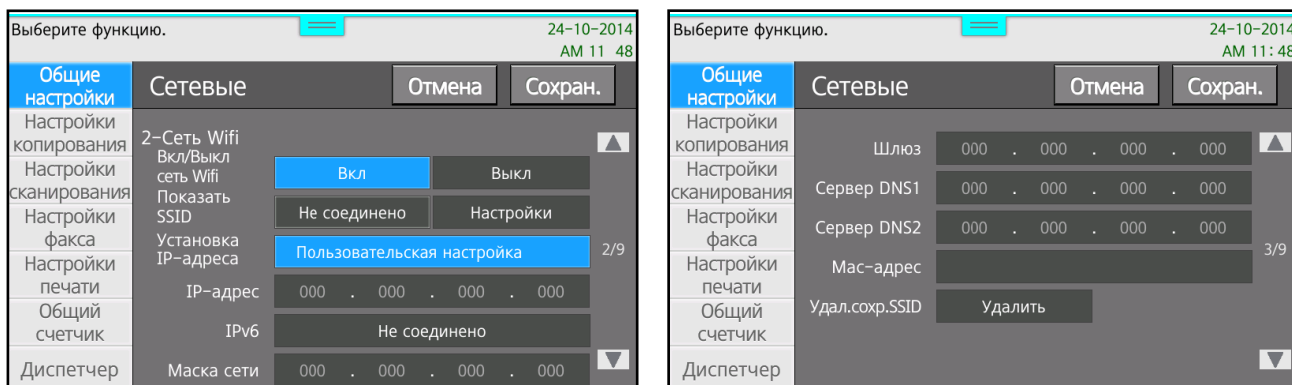 Выберите функцию.
24-10-2014
AM 11 48
Общие
настройки
Настройки
копирования
Настройки
сканирования
Настройки
факса
Настройки
печати
Общий
счетчик
Диспетчер
Сетевые
Отмена
Сохран.
2-Сеть Wifi
Вкл/Выкл
сеть Wifi
Вкл
Выкл
Показать
SSID
Не соединено
Настройки
Установка
IP-адреса
Пользовательская настройка
2/9
IP-адрес
000 . 000 . 000 . 000
IPv6
Не соединено
Маска сети
000 . 000 . 000 . 000
Выберите функцию.
24-10-2014
AM 11:48
Общие
настройки
Настройки
копирования
Настройки
сканирования
Настройки
факса
Настройки
печати
Общий
счетчик
Диспетчер
Сетевые
Отмена
Сохран.
Шлюз
000 . 000 . 000 . 000
Сервер DNS1
000 . 000 . 000 . 000
Сервер DNS2
000 . 000 . 000 . 000
3/9
Мас-адрес
Удал.сохр.SSID
Удалить